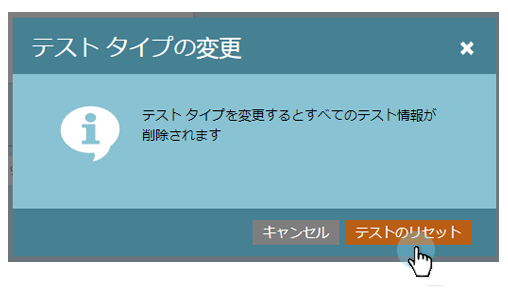 テスト タイプの変更
テスト タイプを変更するとすべてのテスト情報が
削除されます
キャンセル
テストのリセット